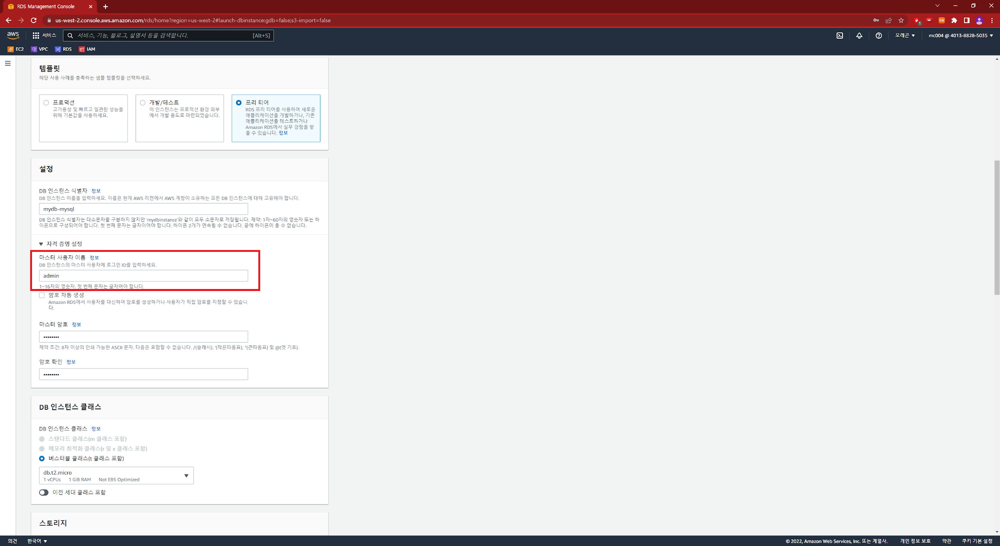 RDS Management Console
us-west-2.console.aws.amazon.com/rds/home?region=us-west-2#launch-dbinstance:gdb=false;s3-import=false
1
EX
aws
서비스
서비스, 기능, 블로그, 설명서 등을 검색합니다.
[Alt+S]
오레곤
mc004 @ 4013-8828-5035
EC2
VPC
RDS
IAM
템플릿
해당 사용 사례를 충족하는 샘플 템플릿을 선택하세요.
프로덕션
고가용성 및 빠르고 일관된 성능을
위해 기본값을 사용하세요.
개발/테스트
이 인스턴스는 프로덕션 환경 외부
에서 개발 용도로 마련되었습니다.
프리 티어
RDS 프리 티어를 사용하여 새로운
애플리케이션을 개발하거나, 기존
애플리케이션을 테스트하거나
Amazon RDS에서 실무 경험을 쌓
을 수 있습니다. 정보
설정
DB 인스턴스 식별자 정보
DB 인스턴스 이름을 입력하세요. 이름은 현재 AWS 리전에서 AWS 계정이 소유하는 모든 DB 인스턴스에 대해 고유해야 합니다.
mydb-mysql
DB 인스턴스 식별자는 대소문자를 구분하지 않지만 'mydbinstance'와 같이 모두 소문자로 저장됩니다. 제약: 1자~60자의 영숫자 또는 하
이픈으로 구성되어야 합니다. 첫 번째 문자는 글자이어야 합니다. 하이픈 2개가 연속될 수 없습니다. 끝에 하이픈이 올 수 없습니다.
자격 증명 설정
마스터 사용자 이름 정보
DB 인스턴스의 마스터 사용자에 로그인 ID를 입력하세요.
admin
1~16자의 영숫자. 첫 번째 문자는 글자여야 합니다.
암호 자동 생성
Amazon RDS에서 사용자를 대신하여 암호를 생성하거나 사용자가 직접 암호를 지정할 수 있습니
다.
마스터 암호 정보
••••••••
제약 조건: 8자 이상의 인쇄 가능한 ASCII 문자. 다음은 포함할 수 없습니다. /(슬래시), '(작은따옴표), "(큰따옴표) 및 @(앳 기호).
암호 확인 정보
••••••••
DB 인스턴스 클래스
DB 인스턴스 클래스 정보
스탠다드 클래스(m 클래스 포함)
메모리 최적화 클래스(r 및 x 클래스 포함)
버스터블 클래스(t 클래스 포함)
db.t2.micro
1 vCPUs 1 GiB RAM Not EBS Optimized
이전 세대 클래스 포함
스토리지
의견
한국어
© 2022, Amazon Web Services, Inc. 또는 계열사.
개인 정보 보호
약관
쿠키 기본 설정